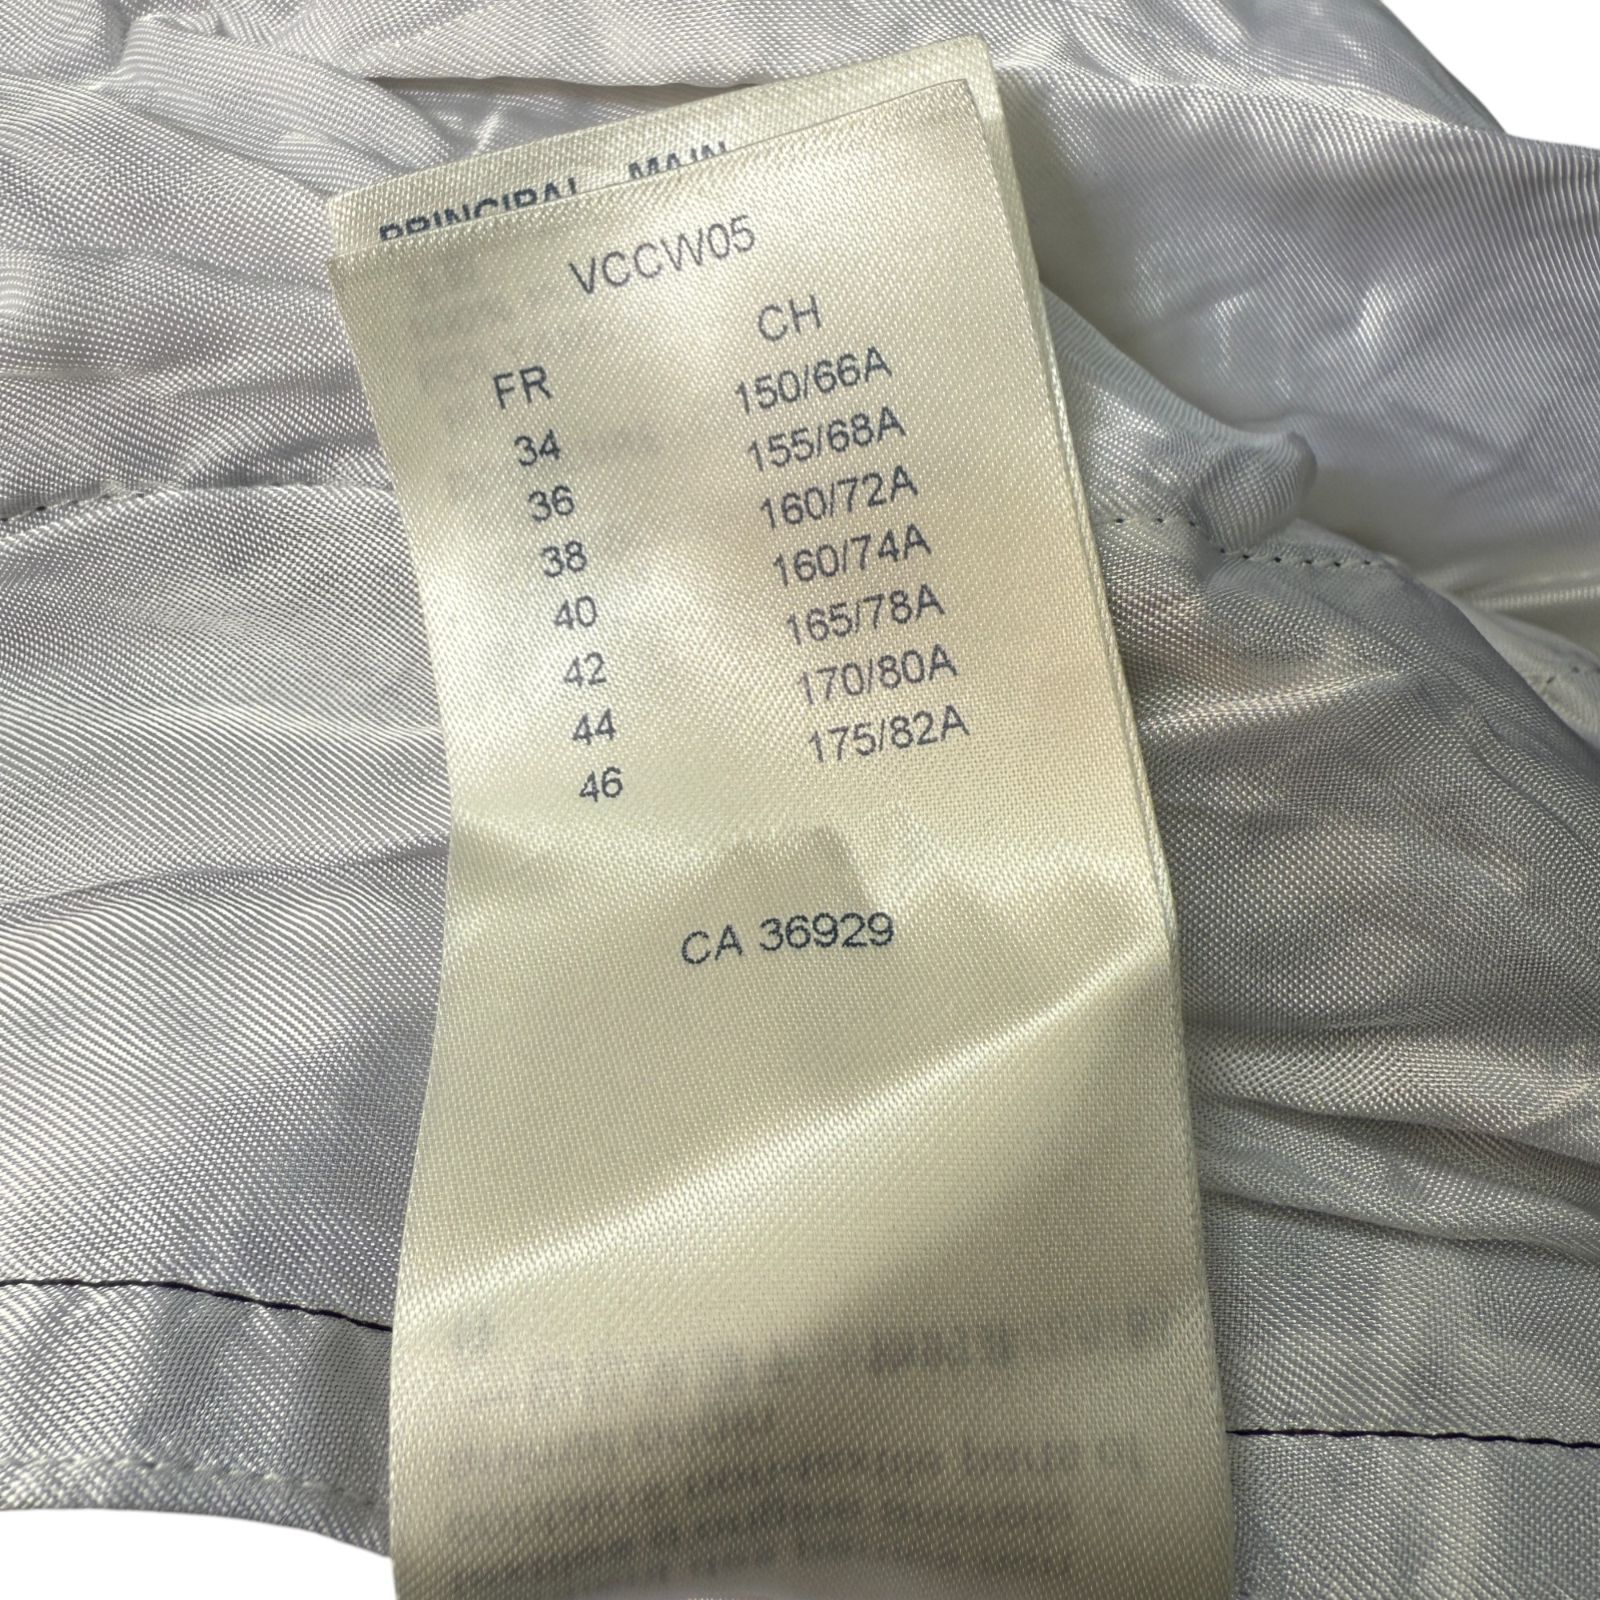 PRINCIPAL - MAIN
VCCW05
FR CH
34 150/66A
36 155/68A
38 160/72A
40 160/74A
42 165/78A
44 170/80A
46 175/82A
CA 36929